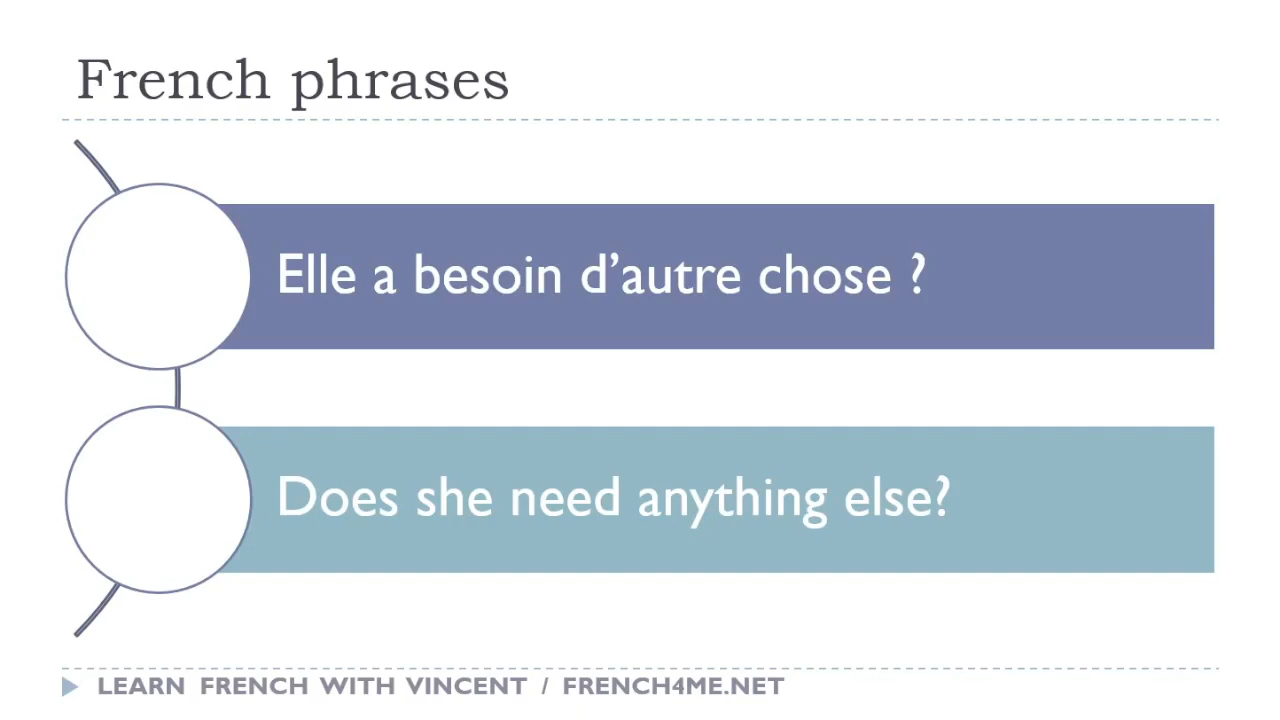 French phrases
Elle a besoin d’autre chose ?
Does she need anything else?
LEARN FRENCH WITH VINCENT / FRENCH4ME.NET